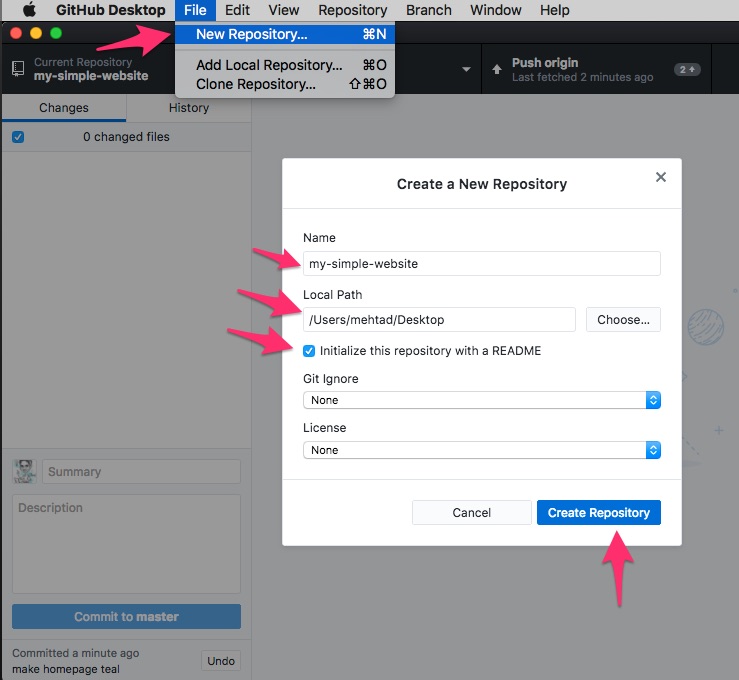 GitHub Desktop File Edit View Repository Branch Window Help
New Repository... ⌘N
Add Local Repository... ⌘O
Clone Repository... ⇧⌘O
Current Repository
my-simple-website
Push origin
Last fetched 2 minutes ago
2
Changes History
0 changed files
Create a New Repository
Name
my-simple-website
Local Path
/Users/mehtad/Desktop
Choose...
Initialize this repository with a README
Git Ignore
None
License
None
Cancel Create Repository
Summary
Description
Commit to master
Committed a minute ago
make homepage teal
Undo